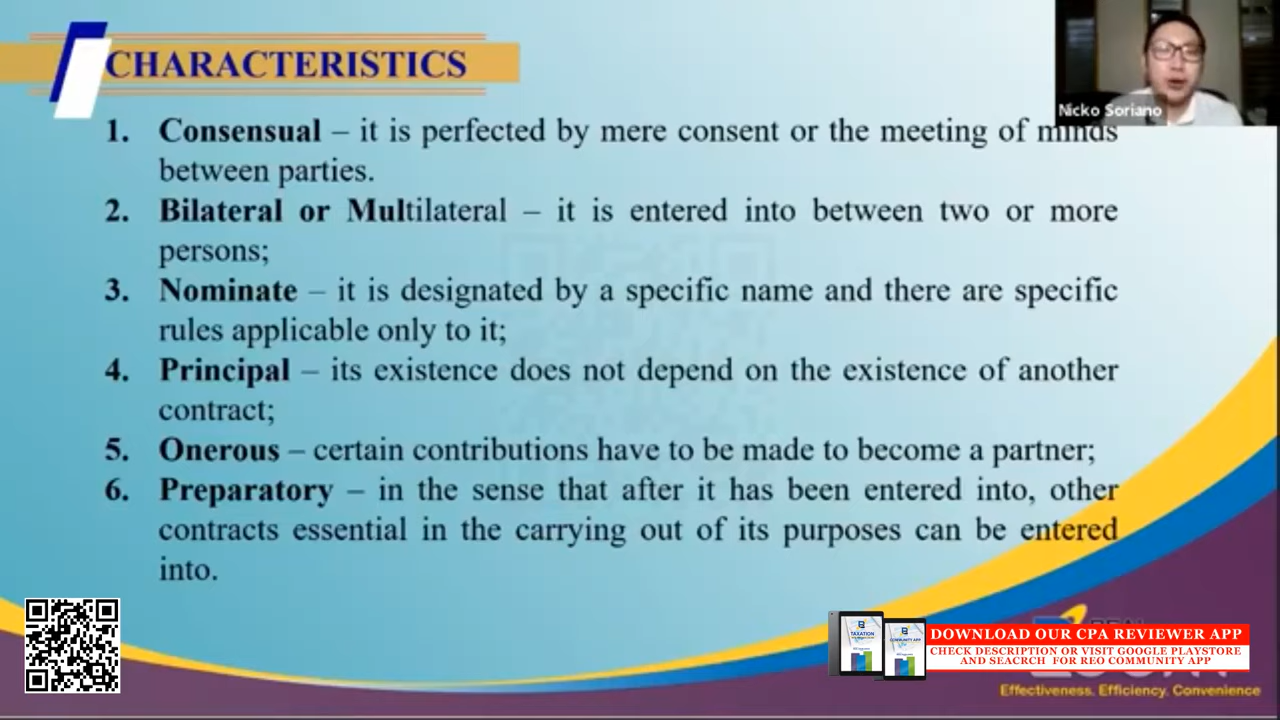 CHARACTERISTICS
Nicko Soriano
1. Consensual – it is perfected by mere consent or the meeting of minds
between parties.
2. Bilateral or Multilateral – it is entered into between two or more
persons;
3. Nominate – it is designated by a specific name and there are specific
rules applicable only to it;
4. Principal – its existence does not depend on the existence of another
contract;
5. Onerous – certain contributions have to be made to become a partner;
6. Preparatory – in the sense that after it has been entered into, other
contracts essential in the carrying out of its purposes can be entered
into.
TAXATION
COMMUNITY APP
DOWNLOAD OUR CPA REVIEWER APP
CHECK DESCRIPTION OR VISIT GOOGLE PLAYSTORE
AND SEACRCH FOR REO COMMUNITY APP
Effectiveness. Efficiency. Convenience